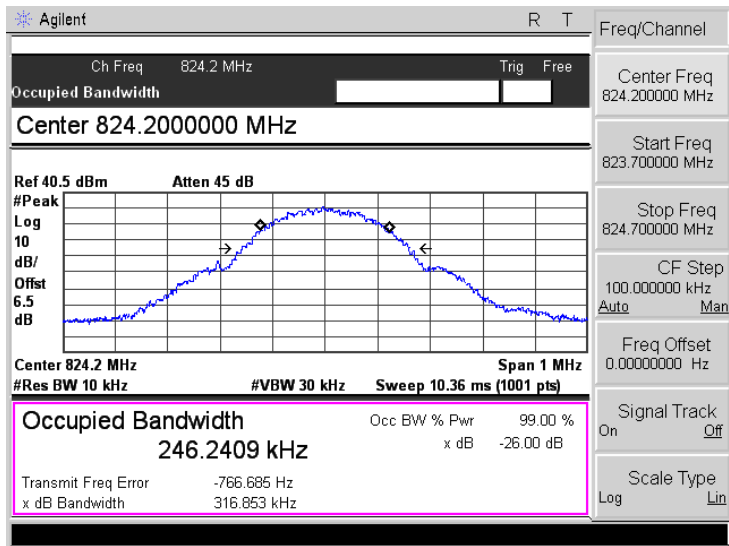 Agilent R T
Freq/Channel
Ch Freq 824.2 MHz Trig Free
Occupied Bandwidth
Center 824.2000000 MHz
Ref 40.5 dBm Atten 45 dB
#Peak
Log
10
dB/
Offst
6.5
dB
Center 824.2 MHz Span 1 MHz
#Res BW 10 kHz #VBW 30 kHz Sweep 10.36 ms (1001 pts)
Occupied Bandwidth
246.2409 kHz
Occ BW % Pwr 99.00 %
x dB -26.00 dB
Transmit Freq Error -766.685 Hz
x dB Bandwidth 316.853 kHz
Center Freq
824.200000 MHz
Start Freq
823.700000 MHz
Stop Freq
824.700000 MHz
CF Step
100.000000 kHz
Auto Man
Freq Offset
0.00000000 Hz
Signal Track
On Off
Scale Type
Log Lin